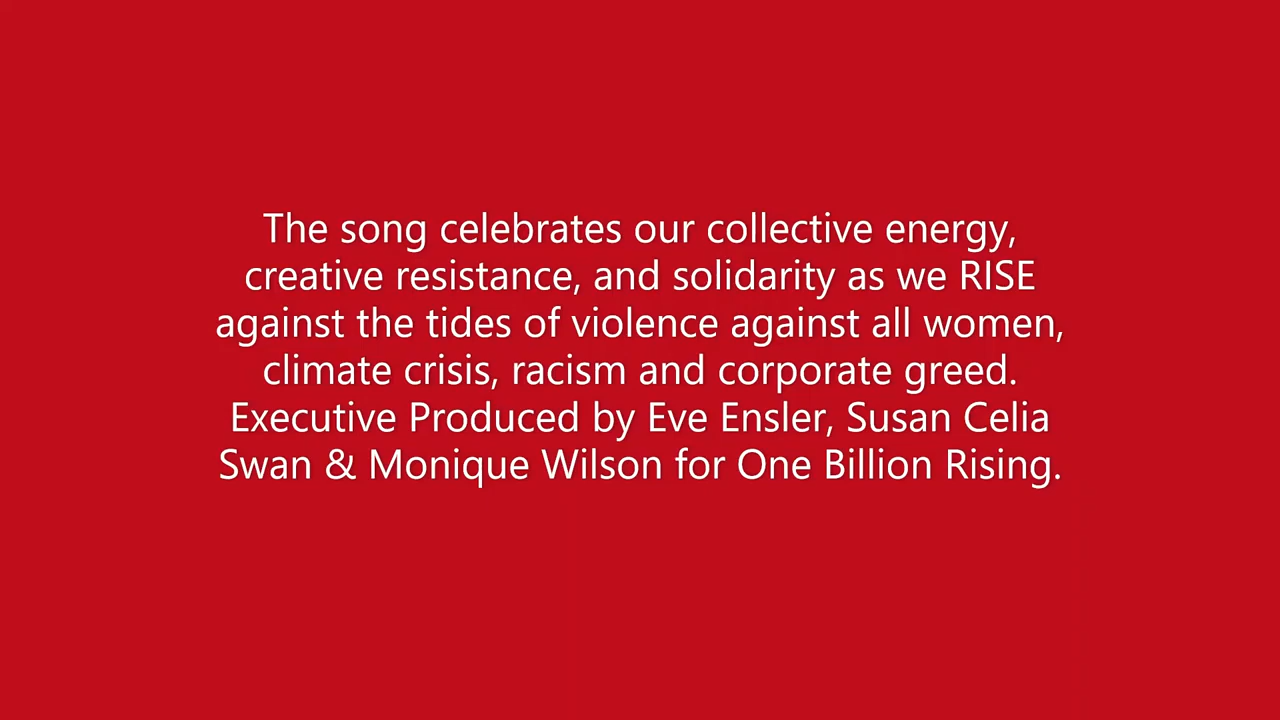 The song celebrates our collective energy,
creative resistance, and solidarity as we RISE
against the tides of violence against all women,
climate crisis, racism and corporate greed.
Executive Produced by Eve Ensler, Susan Celia
Swan & Monique Wilson for One Billion Rising.